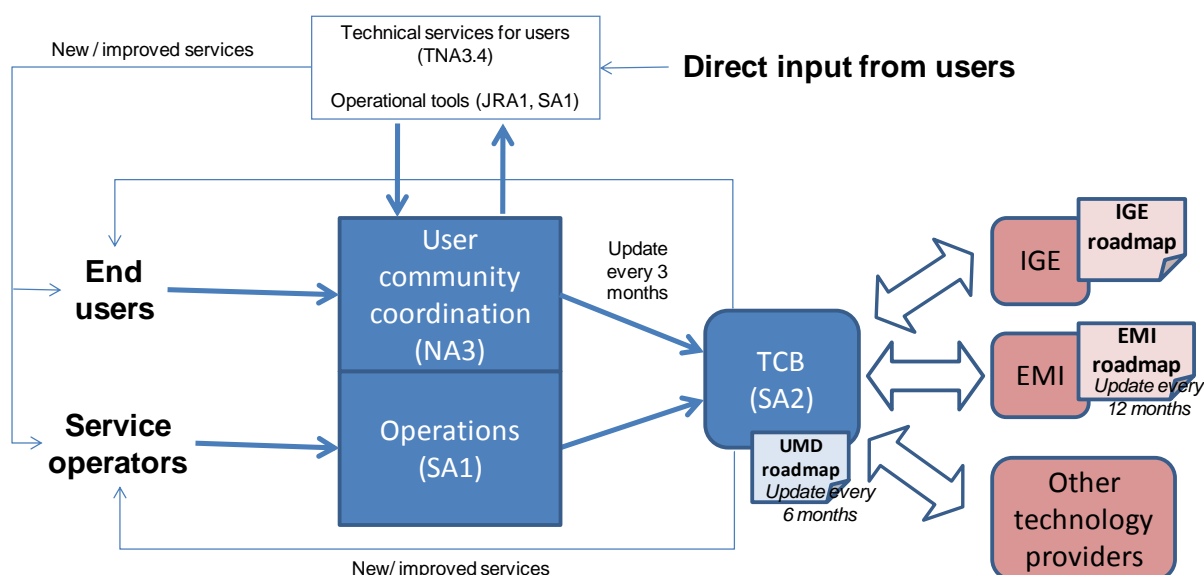 New / improved services
Technical services for users
(TNA3.4)
Operational tools (JRA1, SA1)
Direct input from users
End
users
User
community
coordination
(NA3)
Update
every 3
months
Service
operators
Operations
(SA1)
TCB
(SA2)
UMD
roadmap
Update every
6 months
IGE
IGE
roadmap
EMI
EMI
roadmap
Update every
12 months
Other
technology
providers
New/ improved services